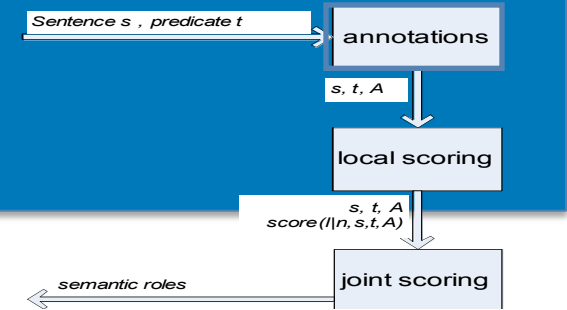 Sentence s , predicate t
annotations
s, t, A
local scoring
s, t, A
score(l|n,s,t,A)
joint scoring
semantic roles